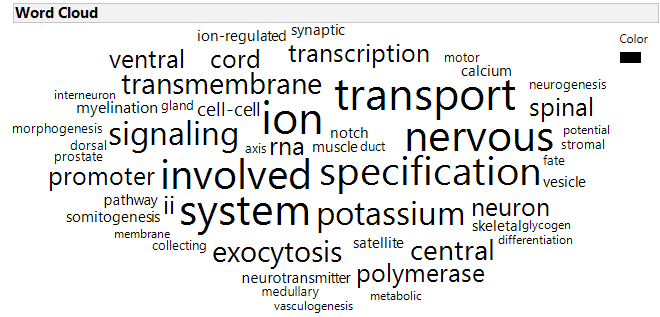 Word Cloud
Color
ion-regulated synaptic
ventral cord transcription motor
calcium
interneuron transmembrane transport neurogenesis
myelination gland cell-cell ion spinal
morphogenesis signaling notch nervous potential
dorsal axis rna muscle duct stromal
prostate fate
promoter involved specification vesicle
pathway ii system potassium neuron
somitogenesis skeletal glycogen
membrane collecting exocytosis satellite central differentiation
neurotransmitter polymerase
medullary metabolic
vasculogenesis